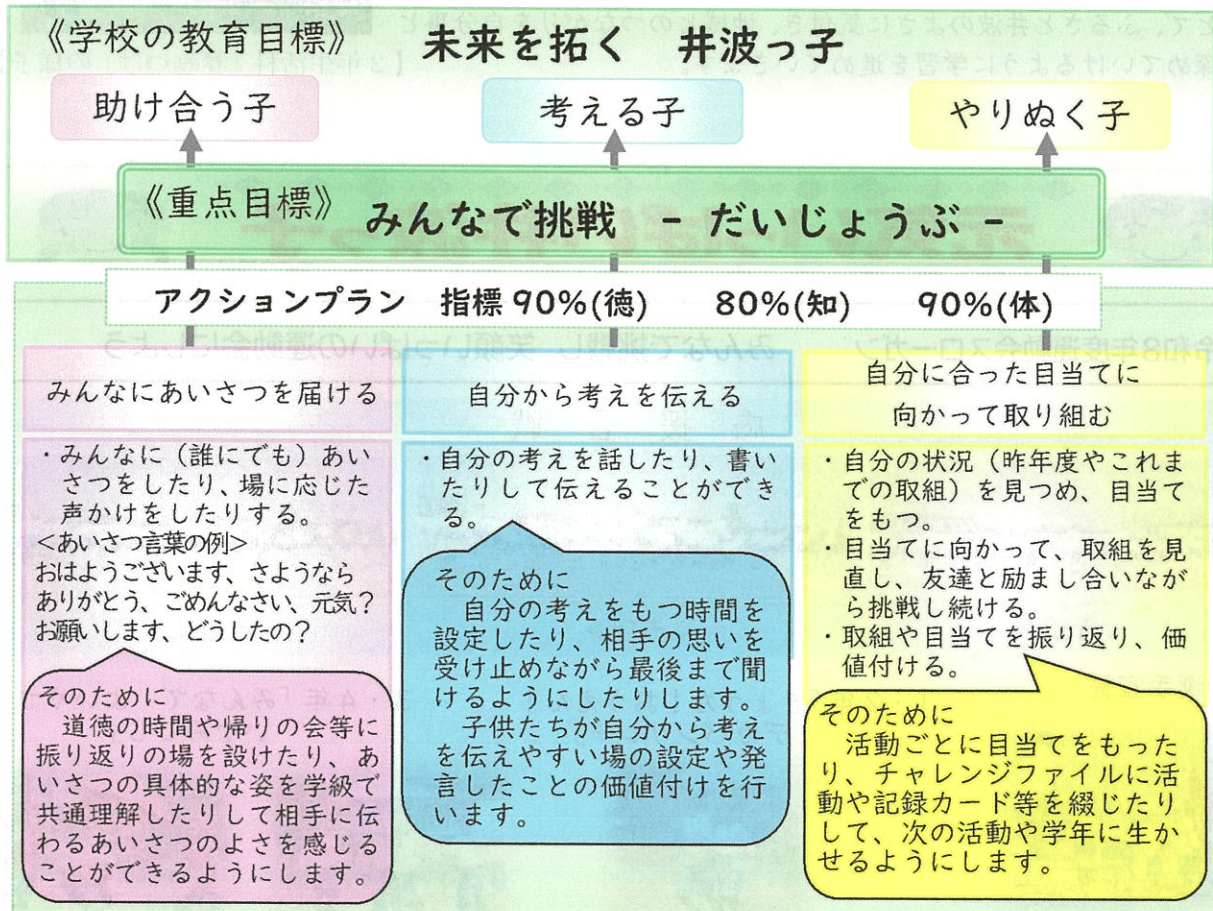 《学校の教育目標》 未来を拓く 井波っ子
助け合う子
考える子
やりぬく子
《重点目標》 みんなで挑戦 - だいじょうぶ -
アクションプラン 指標 90%(徳) 80%(知) 90%(体)
みんなにあいさつを届ける
・みんなに（誰にでも）あい
さつをしたり、場に応じた
声かけをしたりする。
<あいさつ言葉の例>
おはようございます、さようなら
ありがとう、ごめんなさい、元気？
お願いします、どうしたの？
そのために
道徳の時間や帰りの会等に
振り返りの場を設けたり、あ
いさつの具体的な姿を学級で
共通理解したりして相手に伝
わるあいさつのよさを感じる
ことができるようにします。
自分から考えを伝える
・自分の考えを話したり、書い
たりして伝えることができ
る。
そのために
自分の考えをもつ時間を
設定したり、相手の思いを
受け止めながら最後まで聞
けるようにしたりします。
子供たちが自分から考え
を伝えやすい場の設定や発
言したことの価値付けを行
います。
自分に合った目当てに
向かって取り組む
・自分の状況（昨年度やこれま
での取組）を見つめ、目当て
をもつ。
・目当てに向かって、取組を見
直し、友達と励まし合いなが
ら挑戦し続ける。
・取組や目当てを振り返り、価
値付ける。
そのために
活動ごとに目当てをもった
り、チャレンジファイルに活
動や記録カード等を綴じたり
して、次の活動や学年に生か
せるようにします。